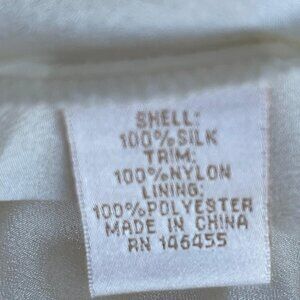 SHELL:
100%SILK
TRIM:
100%NYLON
LINING:
100%POLYESTER
MADE IN CHINA
RN 146455